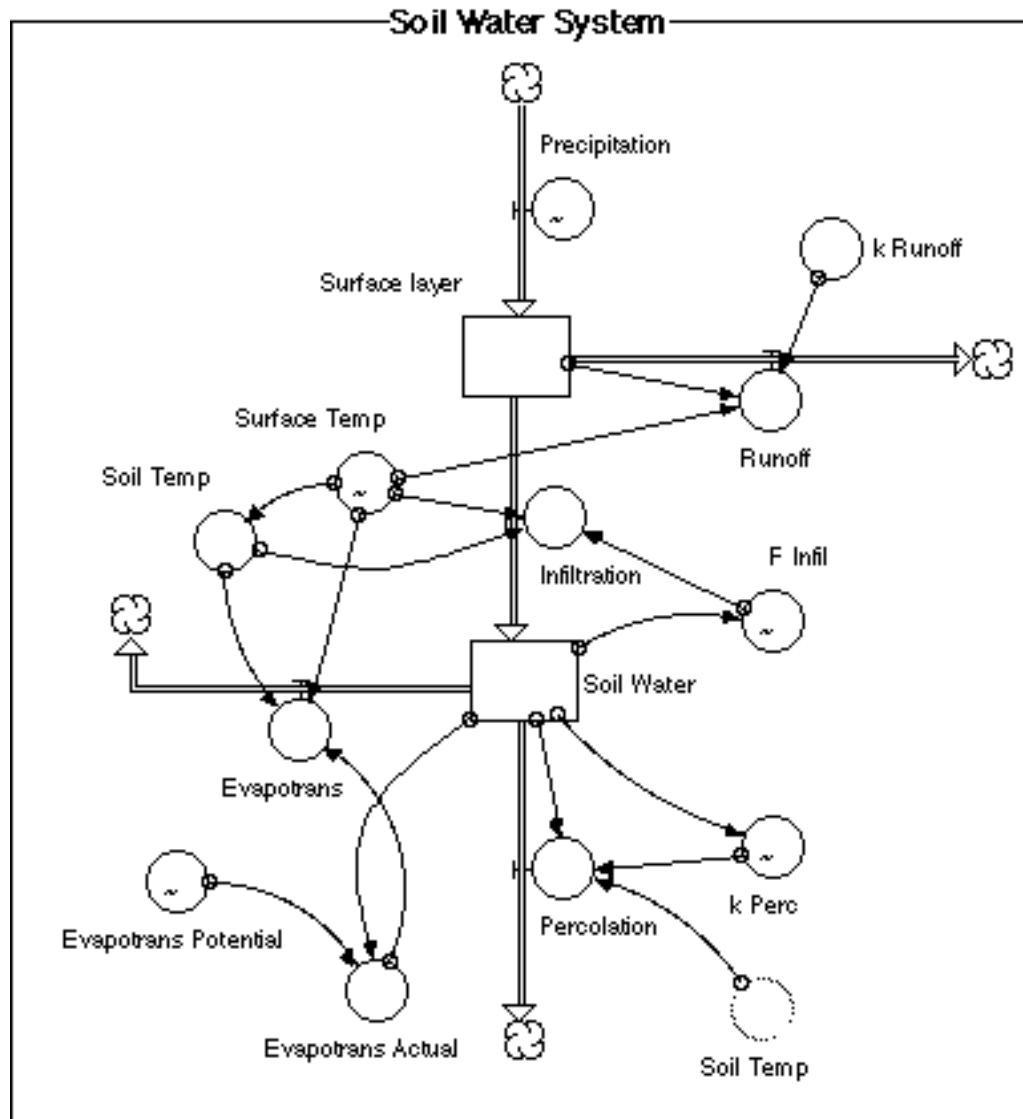 Soil Water System
Precipitation
k Runoff
Surface layer
Surface Temp
Runoff
Soil Temp
Infiltration
F Infil
Soil Water
Evapotrans
k Perc
Percolation
Evapotrans Potential
Evapotrans Actual
Soil Temp